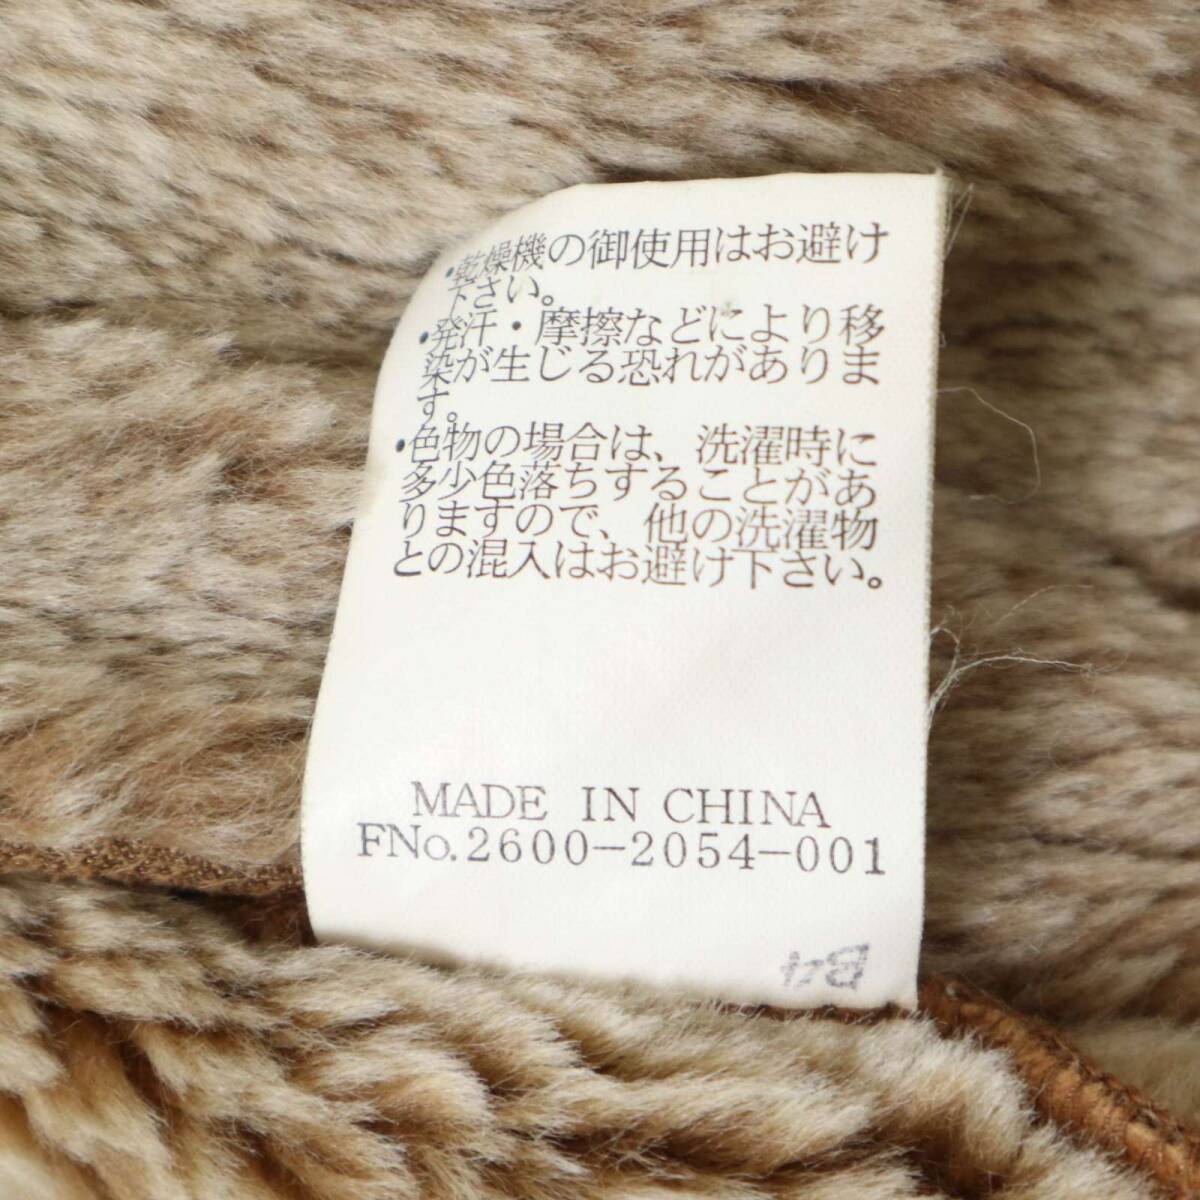 ・乾燥機の御使用はお避け
下さい。
・発汗・摩擦などにより移
染が生じる恐れがありま
す。
・色物の場合は、洗濯時に
多少色落ちすることがあ
りますので、他の洗濯物
との混入はお避け下さい。
MADE IN CHINA
FNo.2600-2054-001
B4